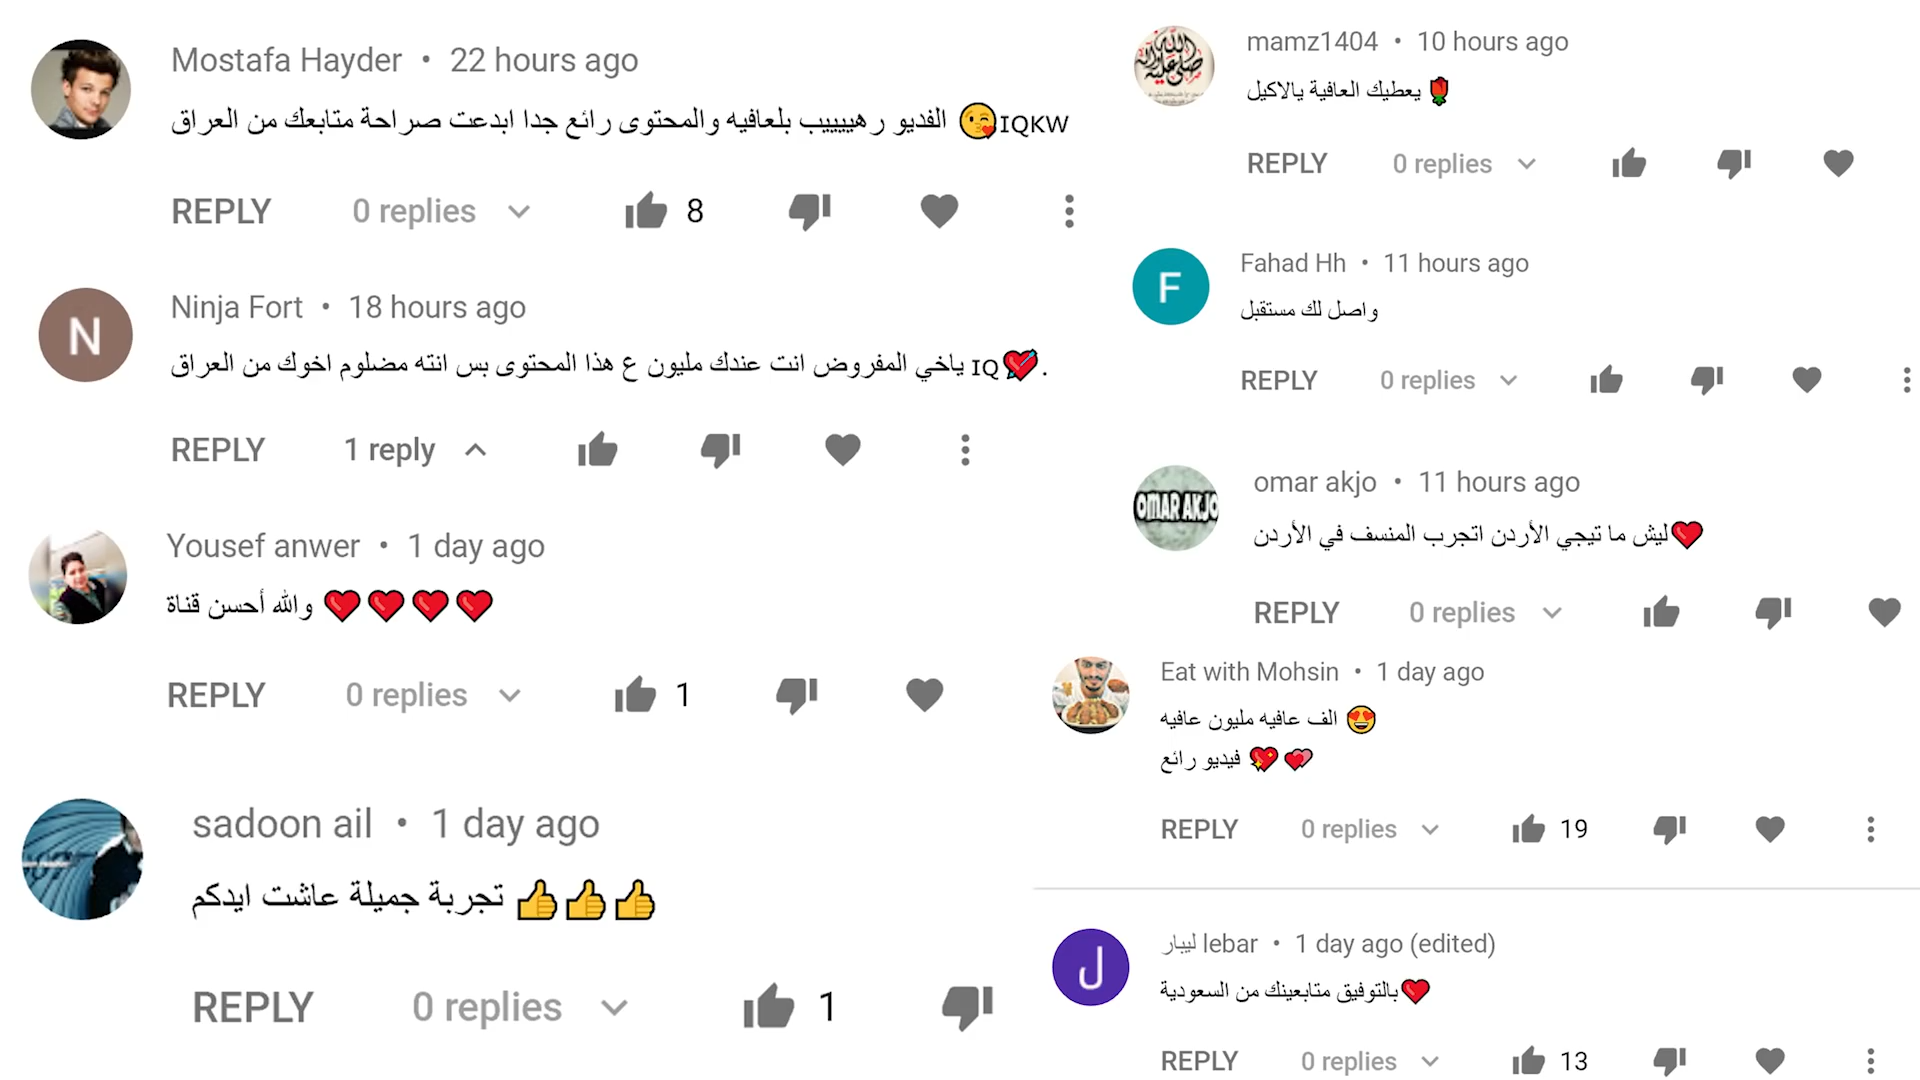 Mostafa Hayder • 22 hours ago
الفديو رهيييييب بلعافيه والمحتوى رائع جدا ابدعت صراحة متابعك من العراق 😘IQKW
REPLY 0 replies 8
Ninja Fort • 18 hours ago
ياخي المفروض انت عندك مليون ع هذا المحتوى بس انته مضلوم اخوك من العراق IQ💘.
REPLY 1 reply
Yousef anwer • 1 day ago
والله أحسن قناة ❤️❤️❤️❤️
REPLY 0 replies 1
sadoon ail • 1 day ago
تجربة جميلة عاشت ايدكم 👍👍👍
REPLY 0 replies 1
mamz1404 • 10 hours ago
يعطيك العافية يالاكيل 🌹
REPLY 0 replies
F
Fahad Hh • 11 hours ago
واصل لك مستقبل
REPLY 0 replies
OMAR AKJO
omar akjo • 11 hours ago
ليش ما تيجي الأردن اتجرب المنسف في الأردن❤️
REPLY 0 replies
Eat with Mohsin • 1 day ago
الف عافيه مليون عافيه 😍
فيديو رائع 💖 💕
REPLY 0 replies 19
ل
ليبار lebar • 1 day ago (edited)
بالتوفيق متابعينك من السعودية❤️
REPLY 0 replies 13
N